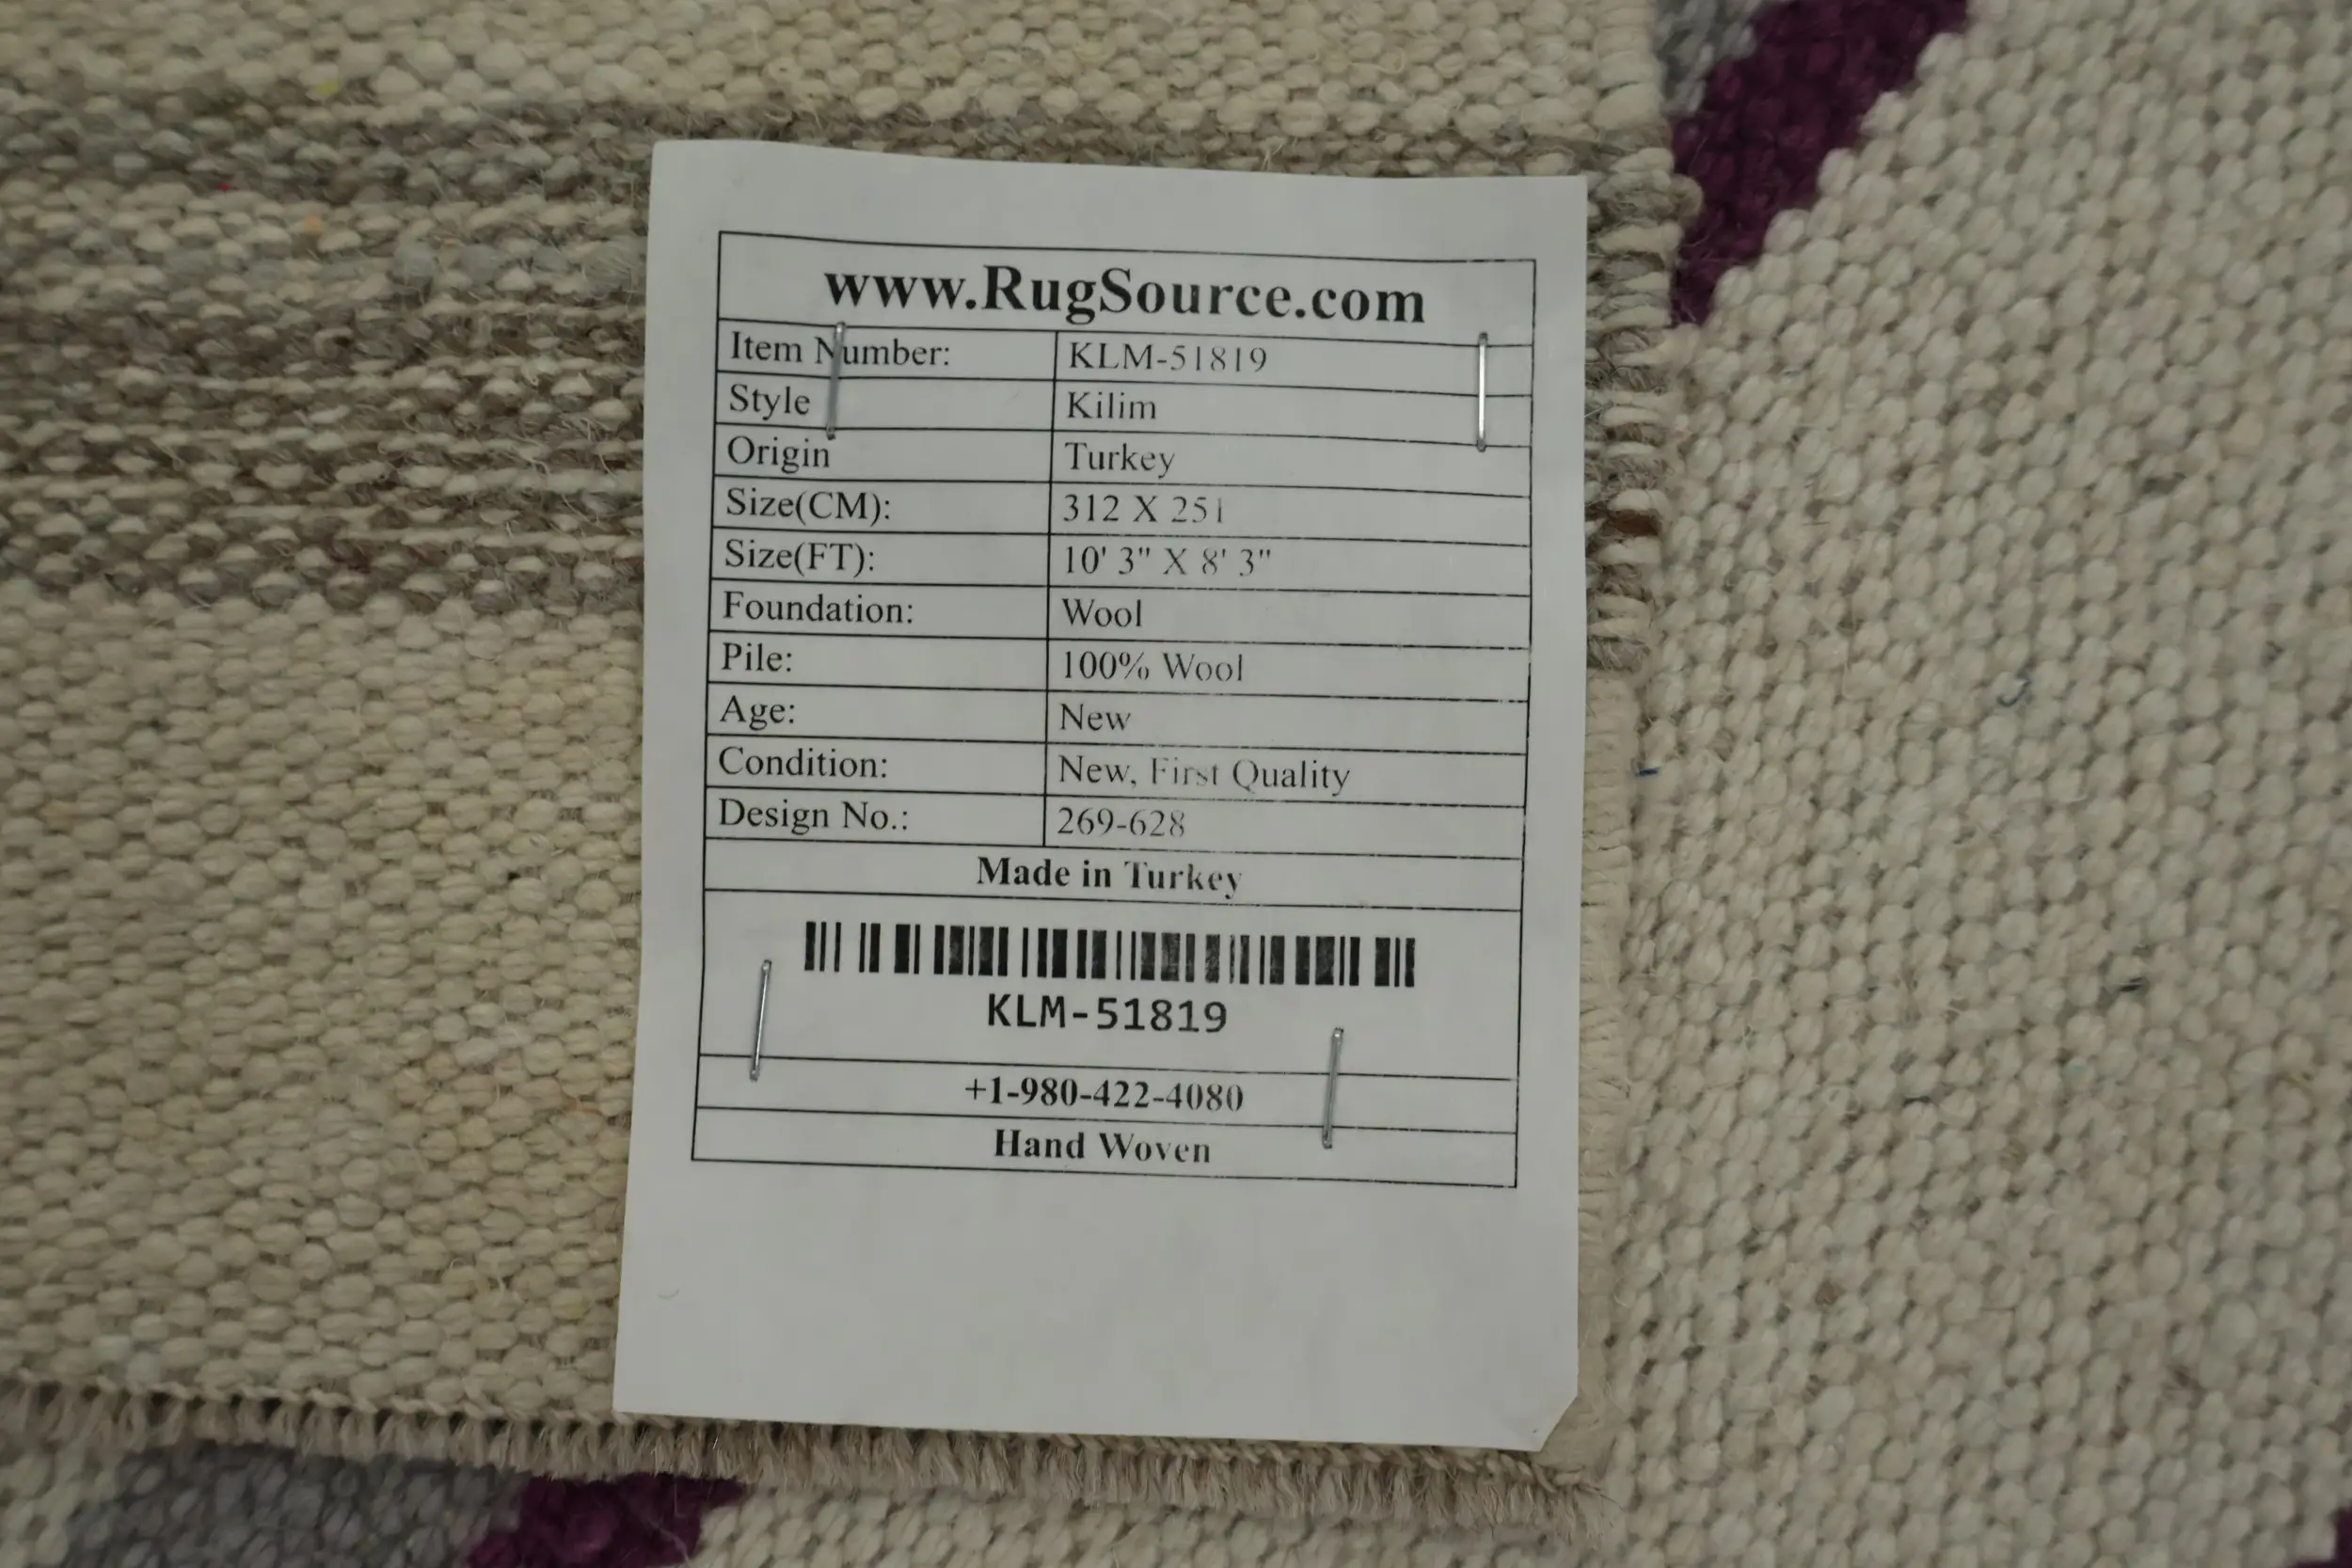 www.RugSource.com
Item Number: KLM-51819
Style Kilim
Origin Turkey
Size(CM): 312 X 251
Size(FT): 10' 3" X 8' 3"
Foundation: Wool
Pile: 100% Wool
Age: New
Condition: New, First Quality
Design No.: 269-628
Made in Turkey
KLM-51819
+1-980-422-4080
Hand Woven